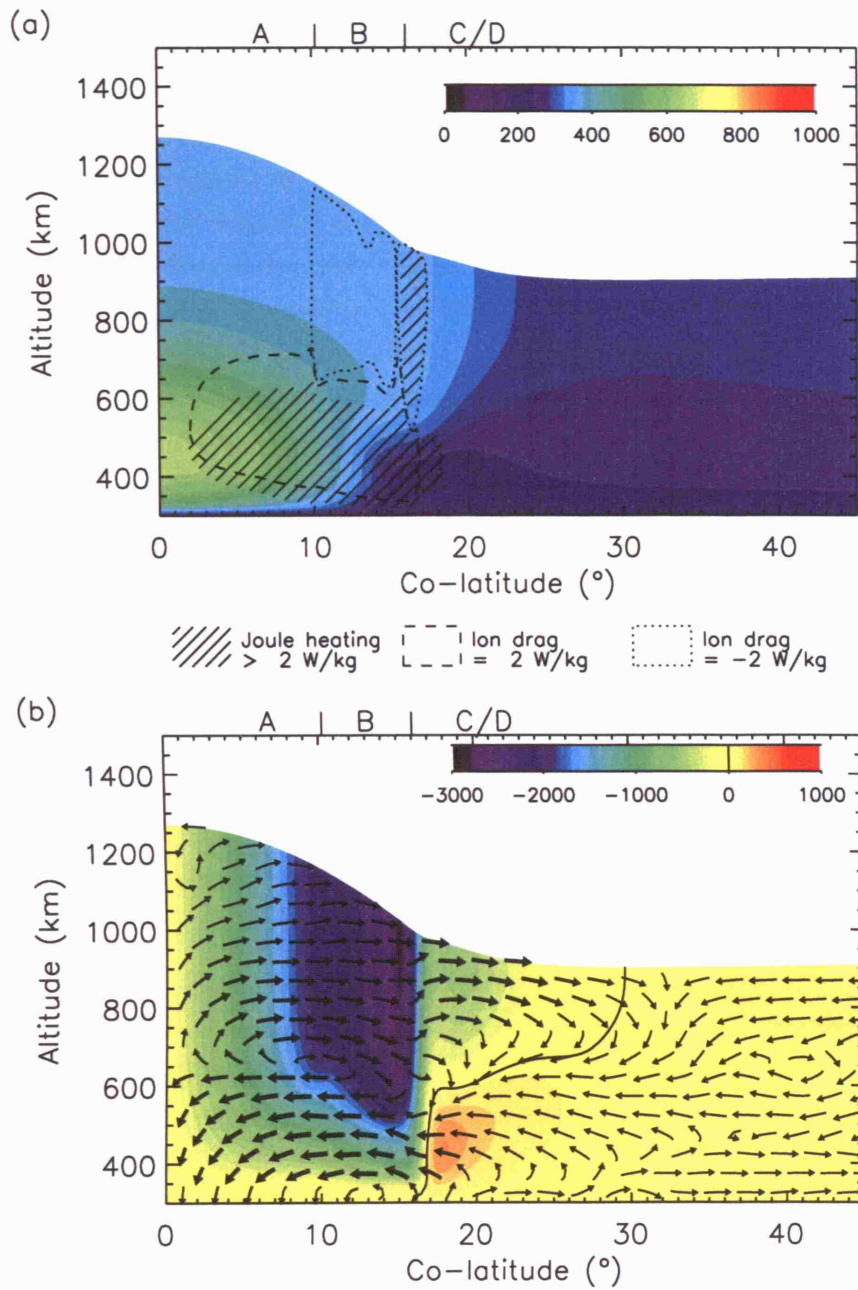 (a)
A | B | C/D
0 200 400 600 800 1000
1400
1200
1000
800
600
400
Altitude (km)
0 10 20 30 40
Co-latitude (°)
Joule heating
> 2 W/kg
Ion drag
= 2 W/kg
Ion drag
= -2 W/kg
(b)
A | B | C/D
-3000 -2000 -1000 0 1000
1400
1200
1000
800
600
400
Altitude (km)
0 10 20 30 40
Co-latitude (°)